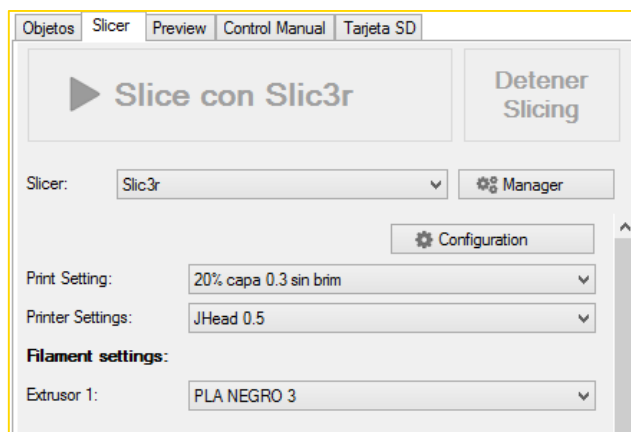 Objetos Slicer Preview Control Manual Tarjeta SD
Slice con Slic3r
Detener
Slicing
Slicer: Slic3r Manager
Configuration
Print Setting: 20% capa 0.3 sin brim
Printer Settings: JHead 0.5
Filament settings:
Extrusor 1: PLA NEGRO 3